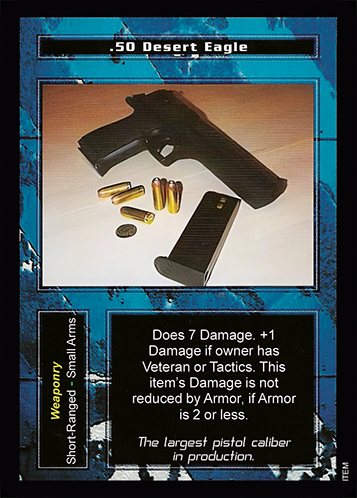 .50 Desert Eagle
Weaponry
Short-Ranged - Small Arms
Does 7 Damage. +1
Damage if owner has
Veteran or Tactics. This
item's Damage is not
reduced by Armor, if Armor
is 2 or less.
The largest pistol caliber
in production.
ITEM